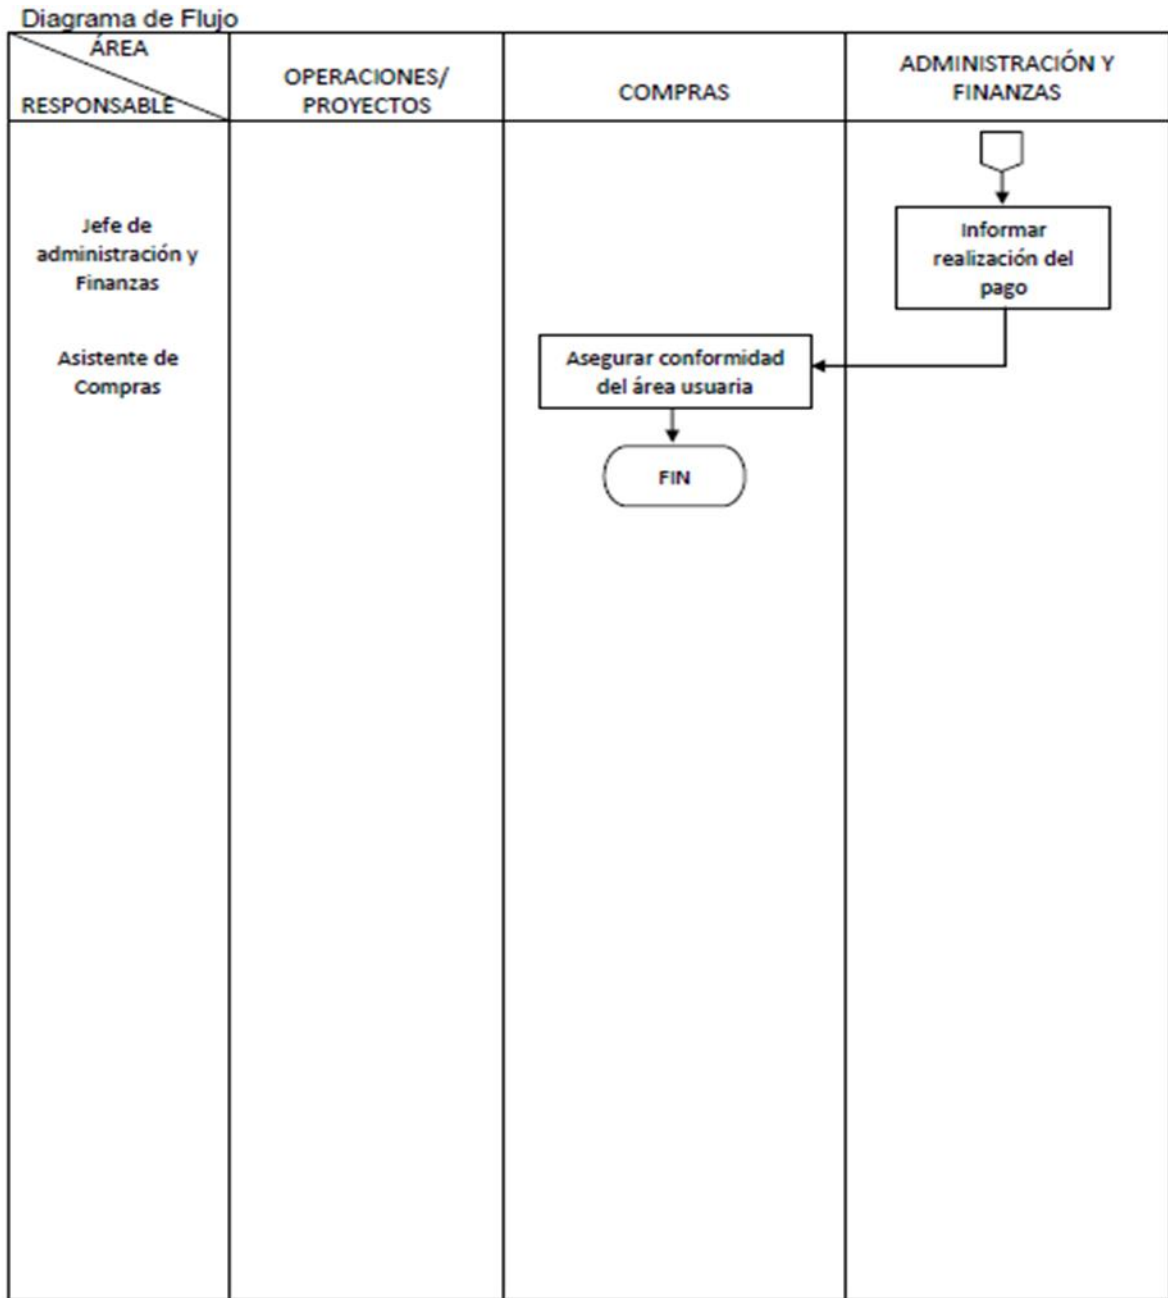 Diagrama de Flujo
ÁREA
RESPONSABLE
OPERACIONES/
PROYECTOS
COMPRAS
ADMINISTRACIÓN Y
FINANZAS
Jefe de
administración y
Finanzas
Informar
realización del
pago
Asistente de
Compras
Asegurar conformidad
del área usuaria
FIN